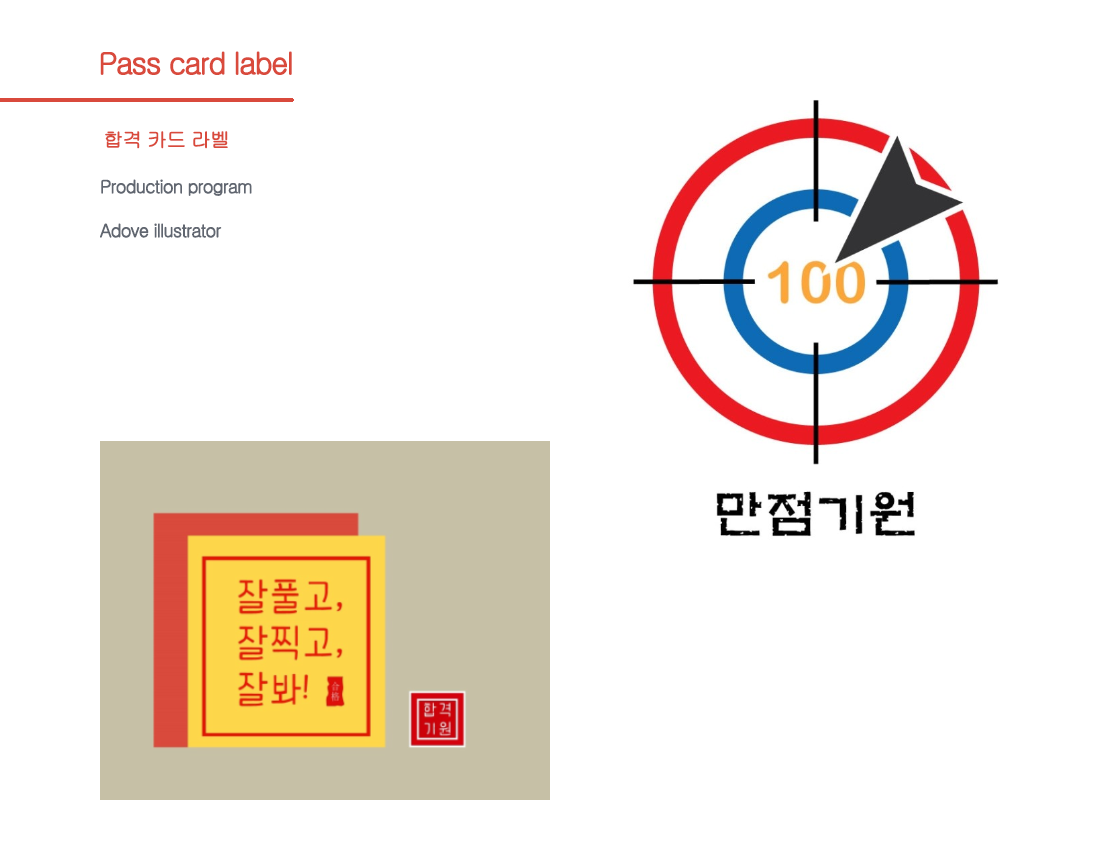 Pass card label
합격 카드 라벨
Production program
Adove illustrator
100
만점기원
잘풀고,
잘찍고,
잘봐!
合格
합격
기원